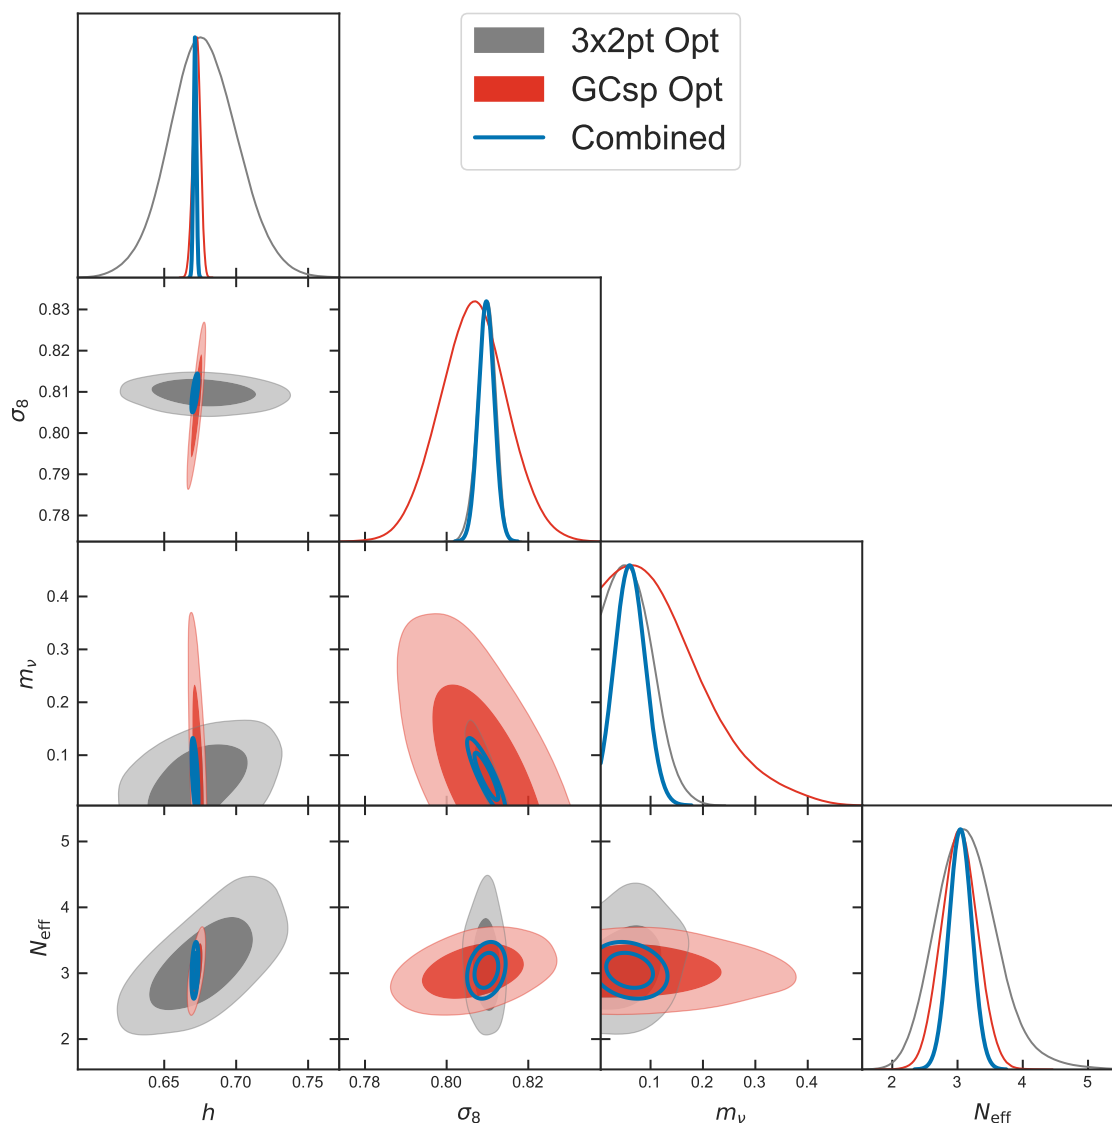 3x2pt Opt
GCsp Opt
Combined
0.83
0.82
0.81
0.80
0.79
0.78
σ8
0.4
0.3
0.2
0.1
mν
5
4
3
2
Neff
0.65 0.70 0.75
0.78 0.80 0.82
0.1 0.2 0.3 0.4
2 3 4 5
h
σ8
mν
Neff